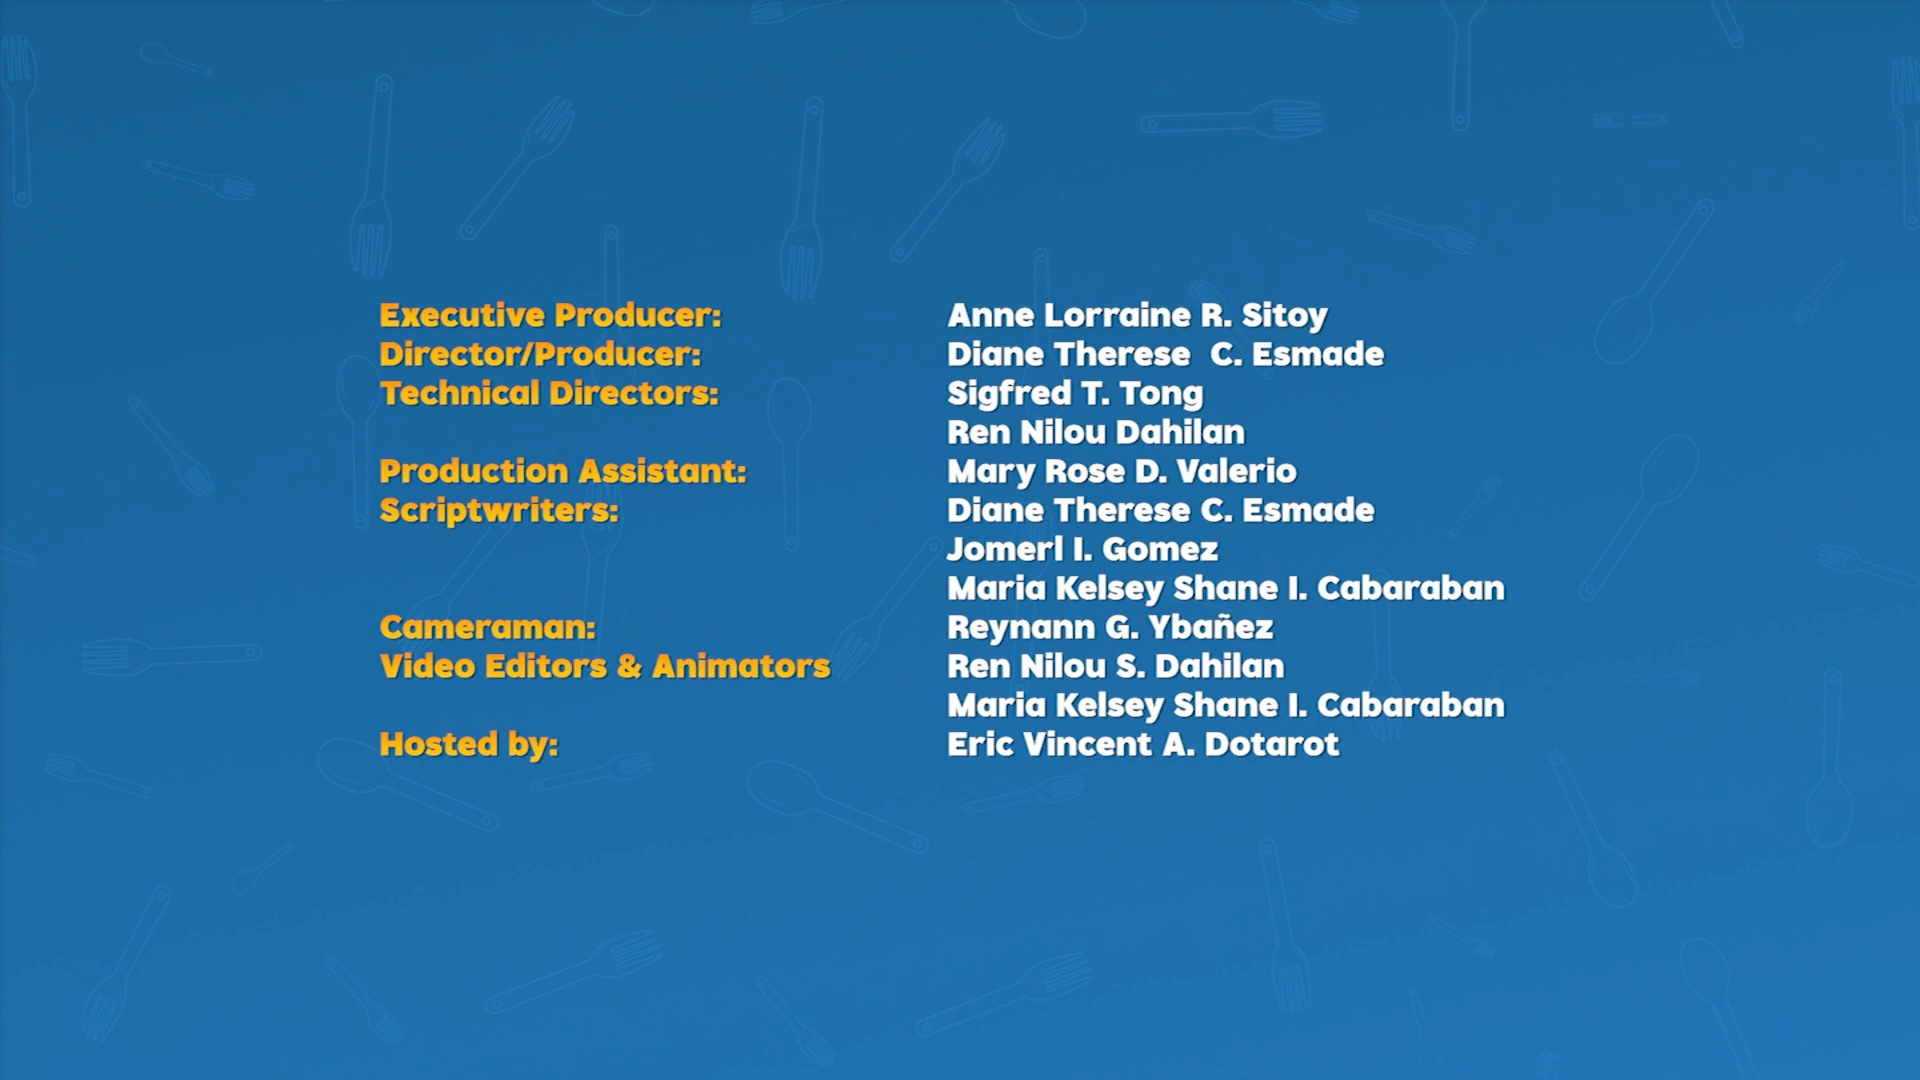 Executive Producer: Anne Lorraine R. Sitoy
Director/Producer: Diane Therese  C. Esmade
Technical Directors: Sigfred T. Tong
Ren Nilou Dahilan
Production Assistant: Mary Rose D. Valerio
Scriptwriters: Diane Therese C. Esmade
Jomerl I. Gomez
Maria Kelsey Shane I. Cabaraban
Cameraman: Reynann G. Ybañez
Video Editors & Animators Ren Nilou S. Dahilan
Maria Kelsey Shane I. Cabaraban
Hosted by: Eric Vincent A. Dotarot